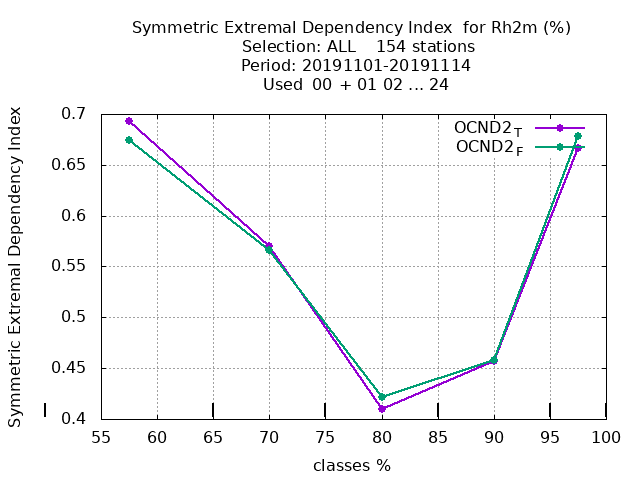 Symmetric Extremal Dependency Index  for Rh2m (%)
Selection: ALL    154 stations
Period: 20191101-20191114
Used  00 + 01 02 ... 24
Symmetric Extremal Dependency Index
0.7
0.65
0.6
0.55
0.5
0.45
0.4
OCND2T
OCND2F
55 60 65 70 75 80 85 90 95 100
classes %